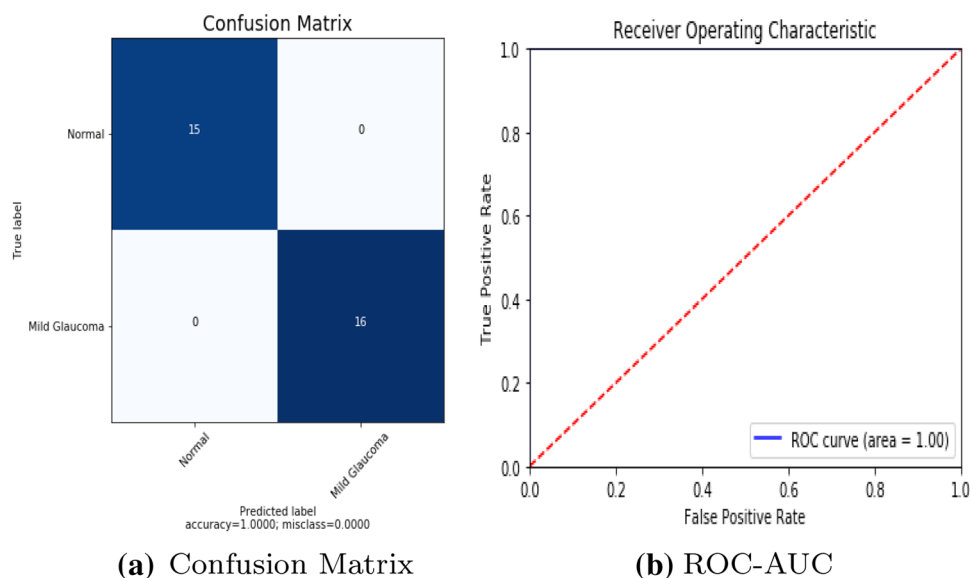 Confusion Matrix
True label
Normal
15
0
Mild Glaucoma
0
16
Normal
Mild Glaucoma
Predicted label
accuracy=1.0000; misclass=0.0000
(a) Confusion Matrix
Receiver Operating Characteristic
True Positive Rate
1.0
0.8
0.6
0.4
0.2
0.0
ROC curve (area = 1.00)
0.0 0.2 0.4 0.6 0.8 1.0
False Positive Rate
(b) ROC-AUC